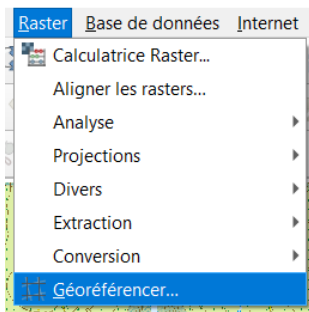 Raster Base de données Internet
Calculatrice Raster...
Aligner les rasters...
Analyse
Projections
Divers
Extraction
Conversion
Géoréférencer...